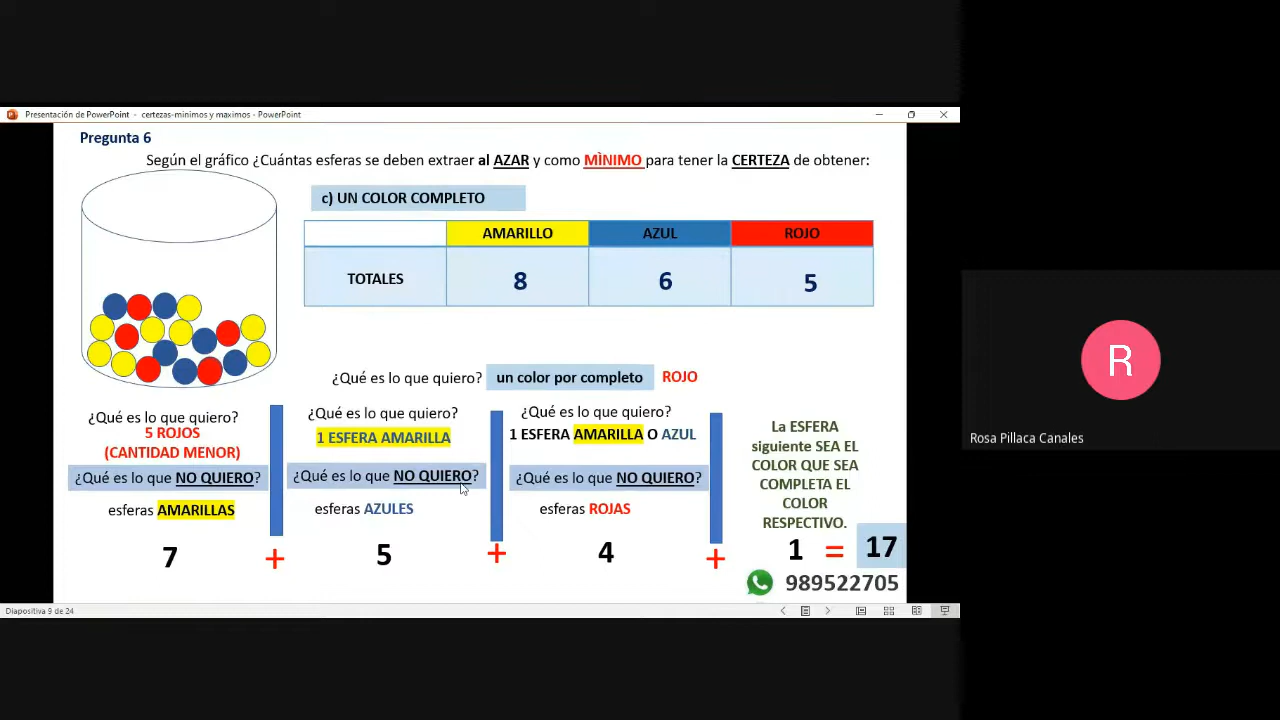 Presentación de PowerPoint - certezas-minimos y maximos - PowerPoint
Pregunta 6
Según el gráfico ¿Cuántas esferas se deben extraer al AZAR y como MÌNIMO para tener la CERTEZA de obtener:
c) UN COLOR COMPLETO
AMARILLO AZUL ROJO
TOTALES 8 6 5
¿Qué es lo que quiero? un color por completo ROJO
¿Qué es lo que quiero?
5 ROJOS
(CANTIDAD MENOR)
¿Qué es lo que NO QUIERO?
esferas AMARILLAS
7
+
¿Qué es lo que quiero?
1 ESFERA AMARILLA
¿Qué es lo que NO QUIERO?
esferas AZULES
5
+
¿Qué es lo que quiero?
1 ESFERA AMARILLA O AZUL
¿Qué es lo que NO QUIERO?
esferas ROJAS
4
+
La ESFERA
siguiente SEA EL
COLOR QUE SEA
COMPLETA EL
COLOR
RESPECTIVO.
1 = 17
989522705
Diapositiva 9 de 24
R
Rosa Pillaca Canales